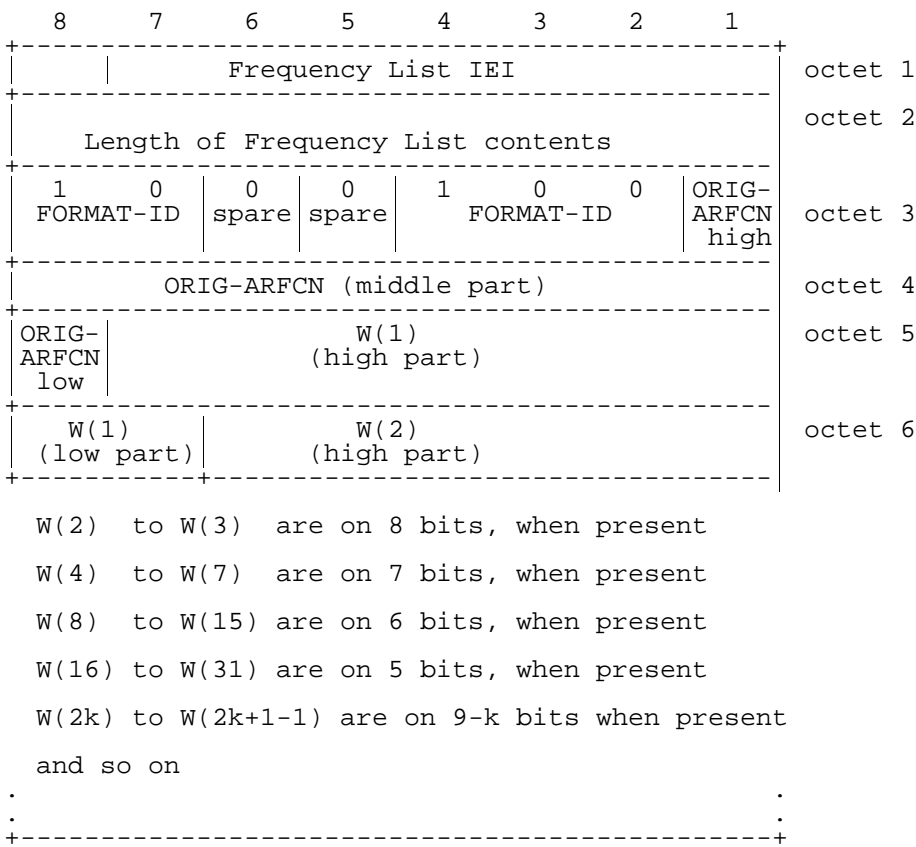 8 7 6 5 4 3 2 1
Frequency List IEI octet 1
octet 2
Length of Frequency List contents
1 0 0 0 1 0 0 ORIG-
FORMAT-ID spare spare FORMAT-ID ARFCN octet 3
high
ORIG-ARFCN (middle part) octet 4
ORIG- W(1) octet 5
ARFCN (high part)
low
W(1) W(2) octet 6
(low part) (high part)
W(2) to W(3) are on 8 bits, when present
W(4) to W(7) are on 7 bits, when present
W(8) to W(15) are on 6 bits, when present
W(16) to W(31) are on 5 bits, when present
W(2k) to W(2k+1-1) are on 9-k bits when present
and so on
. .
. .